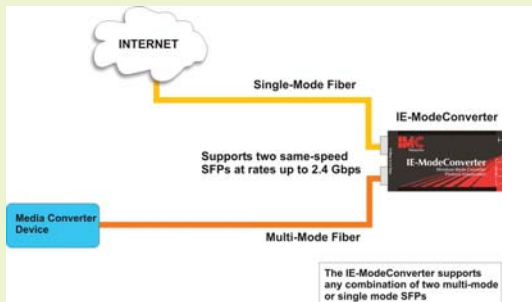 INTERNET
Single-Mode Fiber
IE-ModeConverter
Supports two same-speed
SFPs at rates up to 2.4 Gbps
IMC
IE-ModeConverter
Media Converter
Device
Multi-Mode Fiber
The IE-ModeConverter supports
any combination of two multi-mode
or single mode SFPs